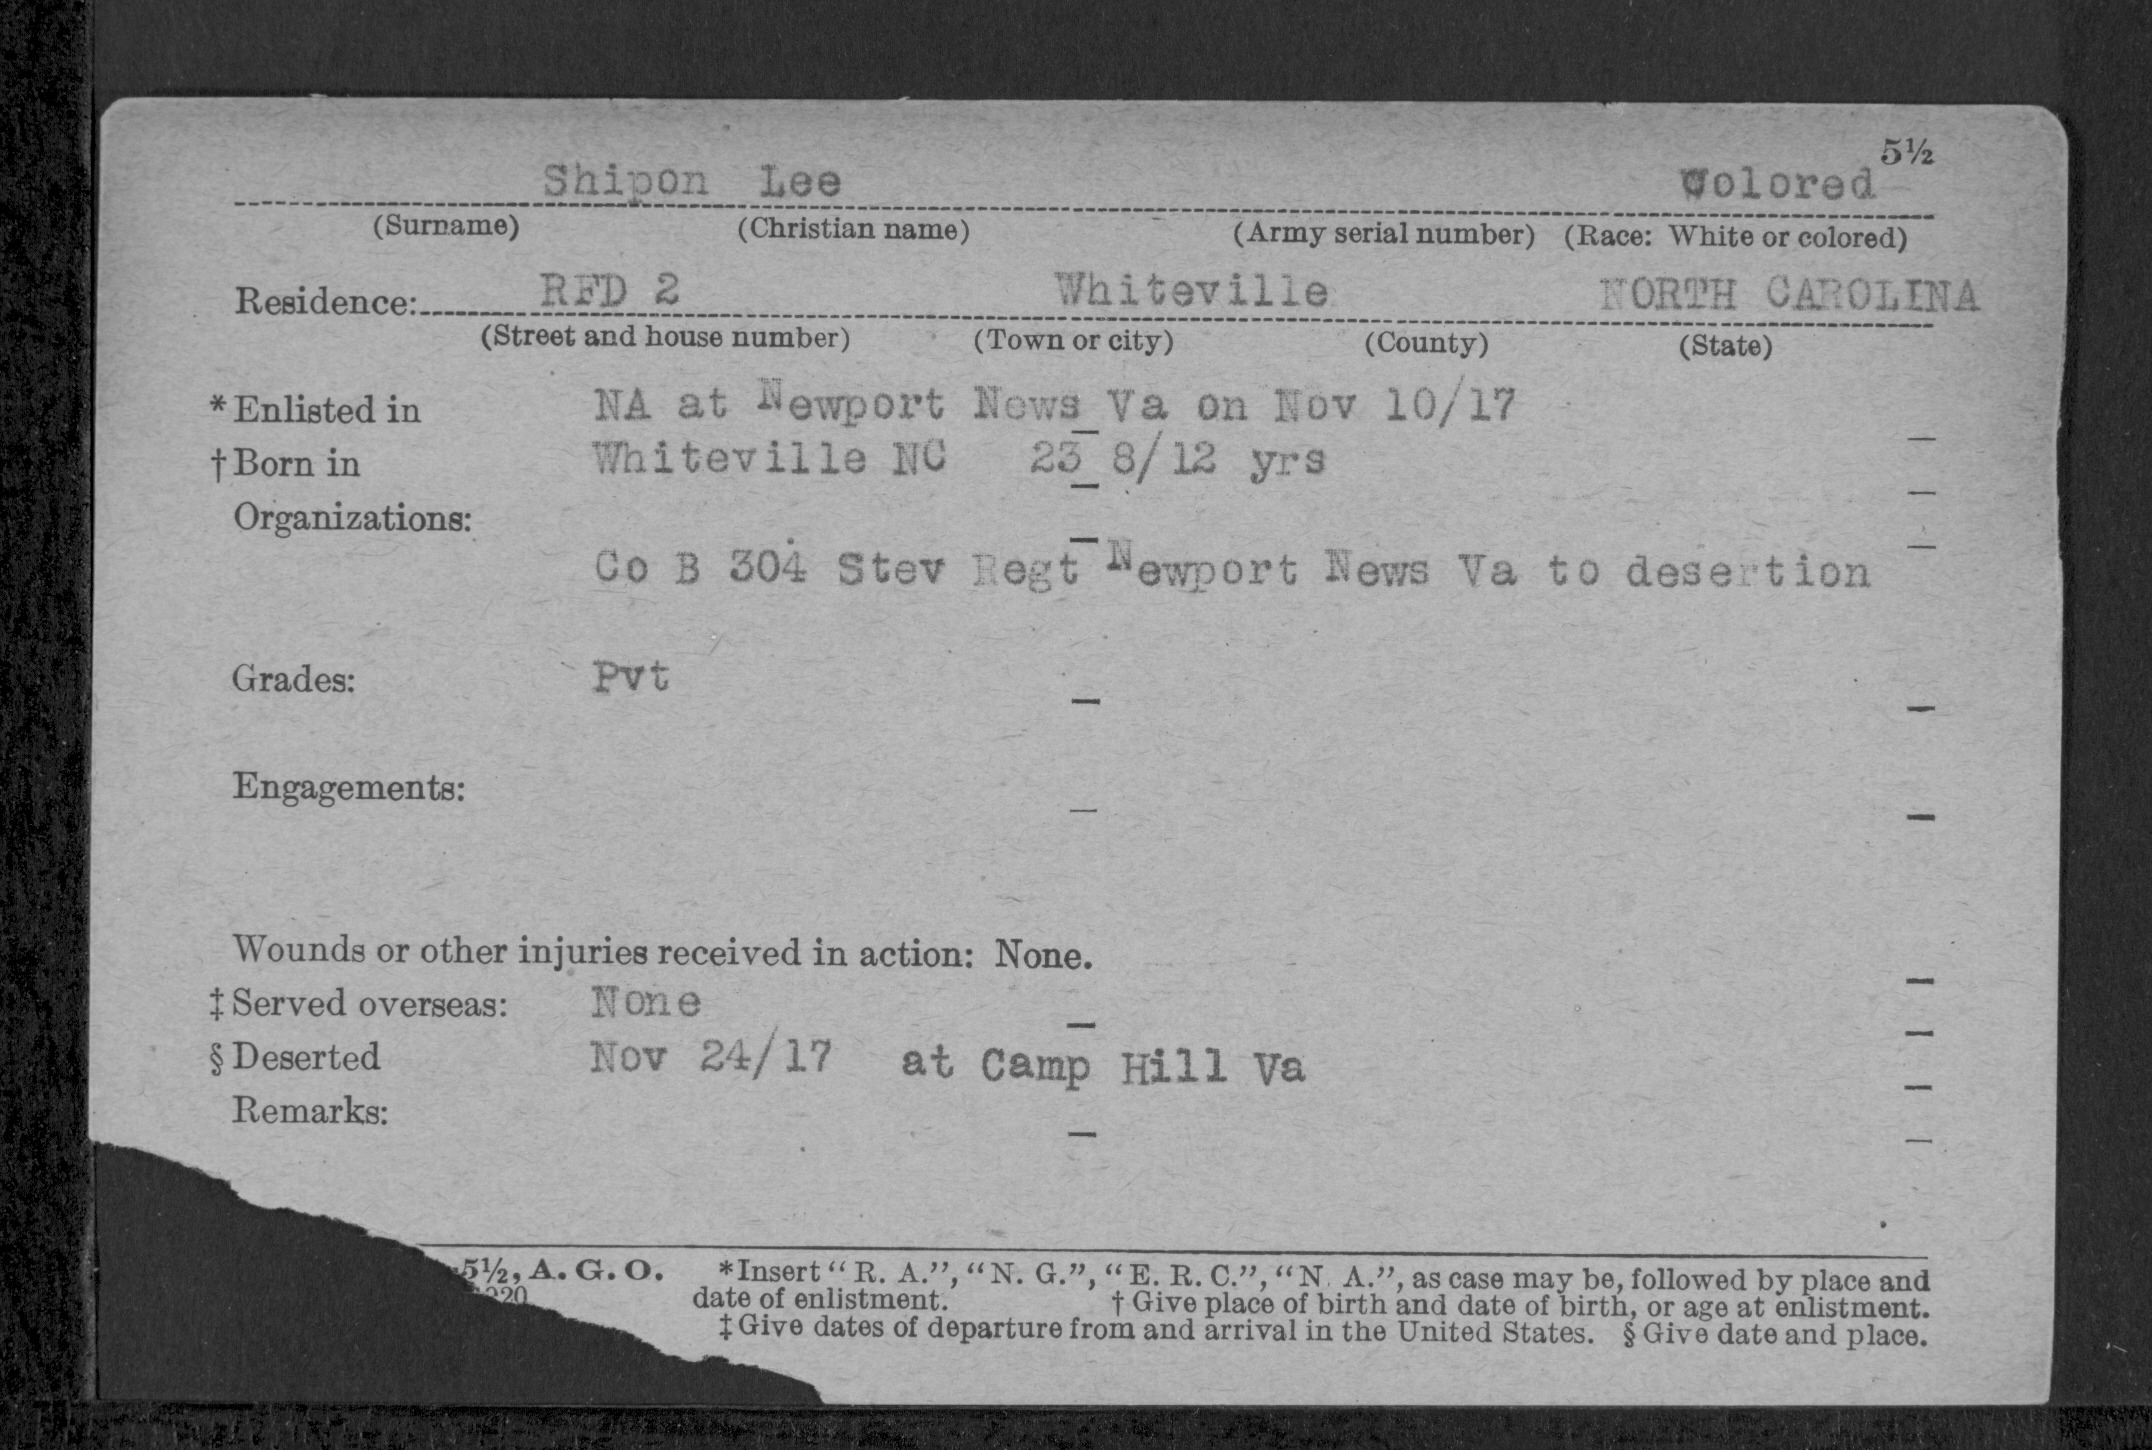 5½
Shipon Lee Colored
(Surname) (Christian name) (Army serial number) (Race: White or colored)
Residence: RFD 2 Whiteville NORTH CAROLINA
(Street and house number) (Town or city) (County) (State)
*Enlisted in NA at Newport News Va on Nov 10/17
†Born in Whiteville NC 23 8/12 yrs
Organizations:
Co B 304 Stev Regt Newport News Va to desertion
Grades: Pvt
Engagements:
Wounds or other injuries received in action: None.
‡Served overseas: None
§Deserted Nov 24/17 at Camp Hill Va
Remarks:
5½, A. G. O. *Insert "R. A.", "N. G.", "E. R. C.", "N. A.", as case may be, followed by place and
date of enlistment. †Give place of birth and date of birth, or age at enlistment.
‡Give dates of departure from and arrival in the United States. §Give date and place.